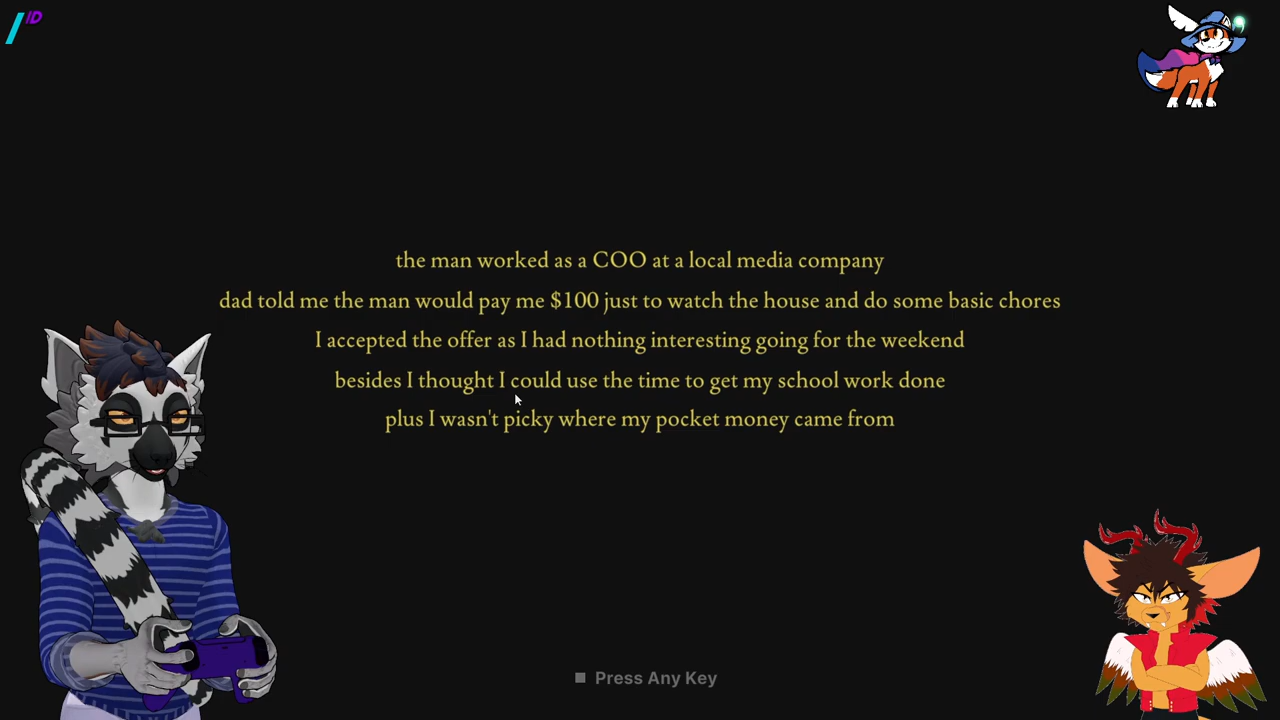 ID
the man worked as a COO at a local media company
dad told me the man would pay me $100 just to watch the house and do some basic chores
I accepted the offer as I had nothing interesting going for the weekend
besides I thought I could use the time to get my school work done
plus I wasn't picky where my pocket money came from
Press Any Key